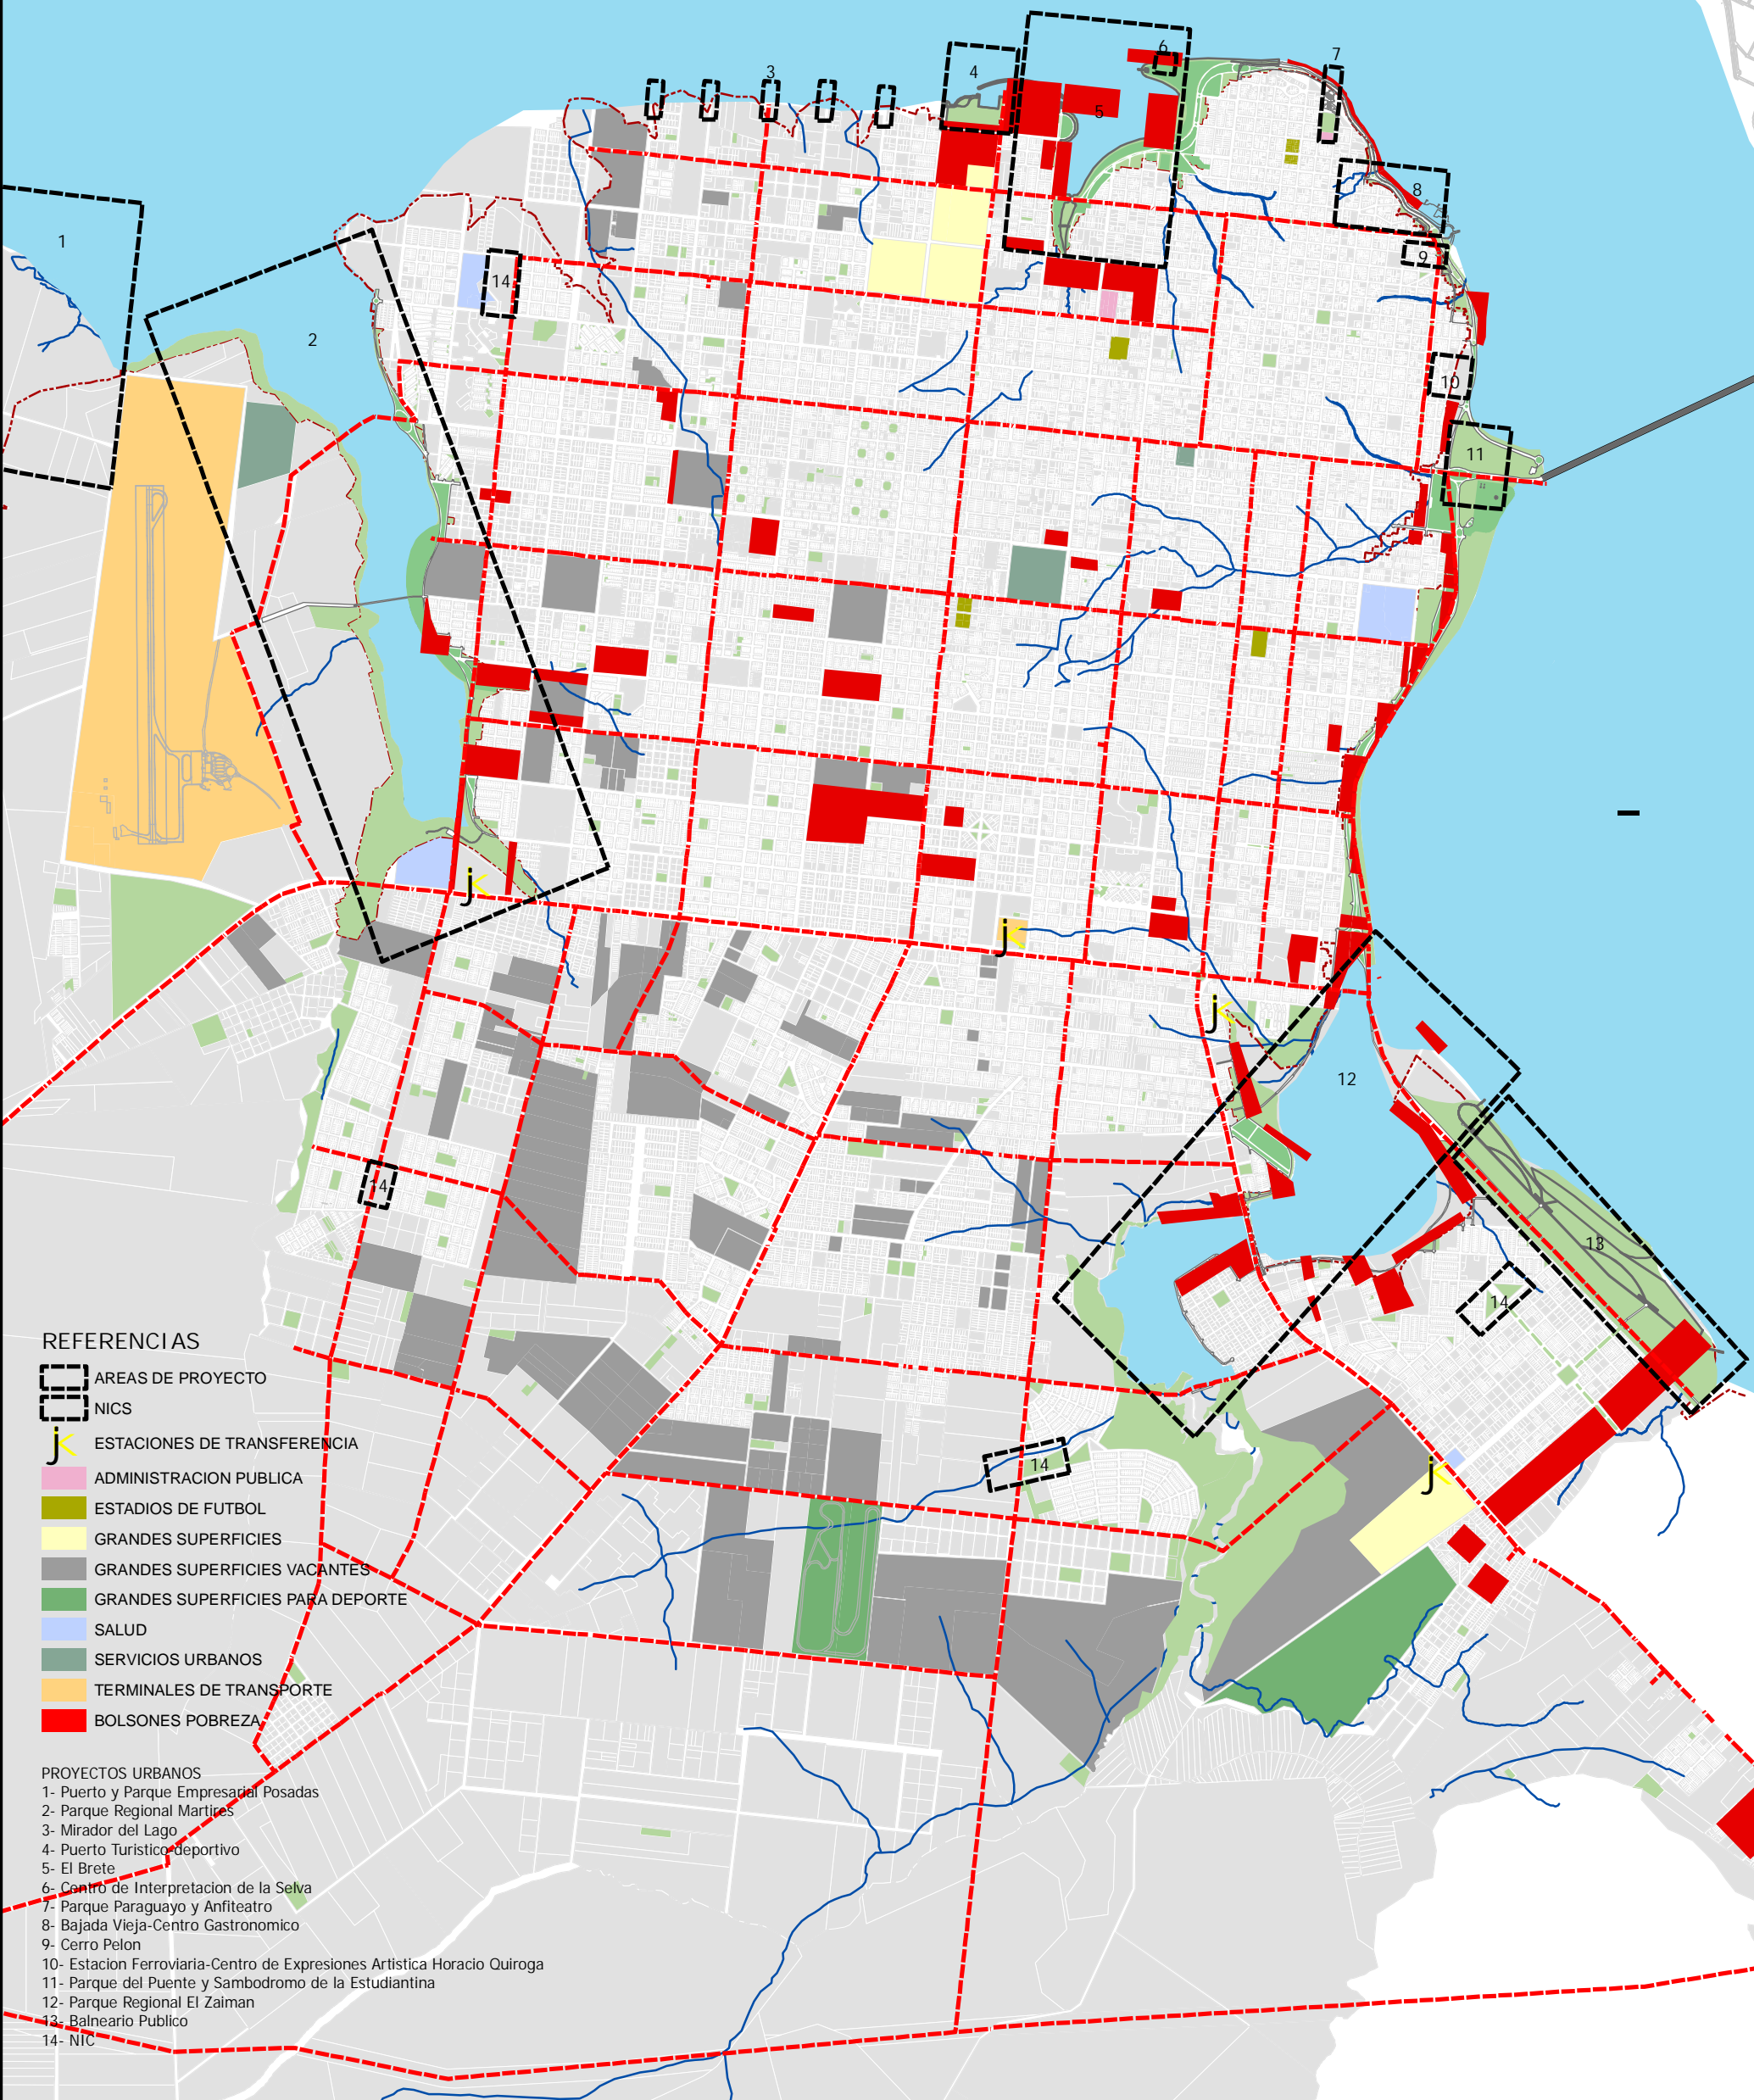 6
7
3
4
5
8
1
9
14
2
10
11
12
14
13
14
14
REFERENCIAS
AREAS DE PROYECTO
NICS
ESTACIONES DE TRANSFERENCIA
ADMINISTRACION PUBLICA
ESTADIOS DE FUTBOL
GRANDES SUPERFICIES
GRANDES SUPERFICIES VACANTES
GRANDES SUPERFICIES PARA DEPORTE
SALUD
SERVICIOS URBANOS
TERMINALES DE TRANSPORTE
BOLSONES POBREZA
PROYECTOS URBANOS
1- Puerto y Parque Empresarial Posadas
2- Parque Regional Martires
3- Mirador del Lago
4- Puerto Turistico-deportivo
5- El Brete
6- Centro de Interpretacion de la Selva
7- Parque Paraguayo y Anfiteatro
8- Bajada Vieja-Centro Gastronomico
9- Cerro Pelon
10- Estacion Ferroviaria-Centro de Expresiones Artistica Horacio Quiroga
11- Parque del Puente y Sambodromo de la Estudiantina
12- Parque Regional El Zaiman
13- Balneario Publico
14- NIC